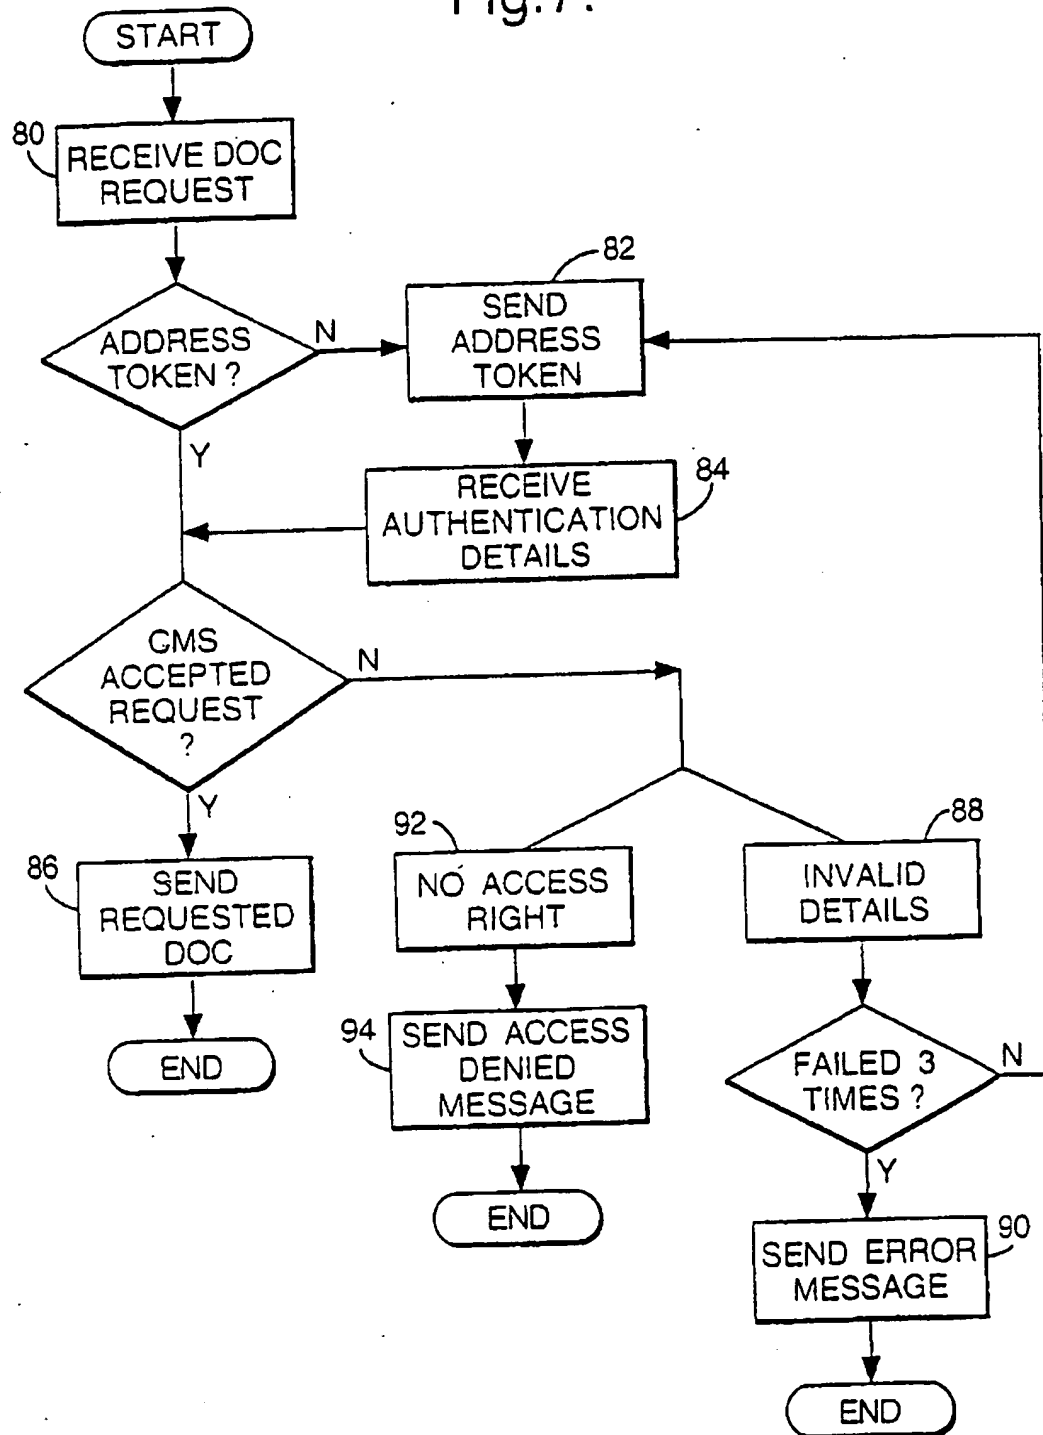 Fig.7.
START
80
RECEIVE DOC
REQUEST
82
SEND
ADDRESS
TOKEN
ADDRESS
TOKEN ?
N
Y
84
RECEIVE
AUTHENTICATION
DETAILS
GMS
ACCEPTED
REQUEST
?
N
Y
86
SEND
REQUESTED
DOC
END
92
NO ACCESS
RIGHT
94
SEND ACCESS
DENIED
MESSAGE
END
88
INVALID
DETAILS
FAILED 3
TIMES ?
N
Y
90
SEND ERROR
MESSAGE
END